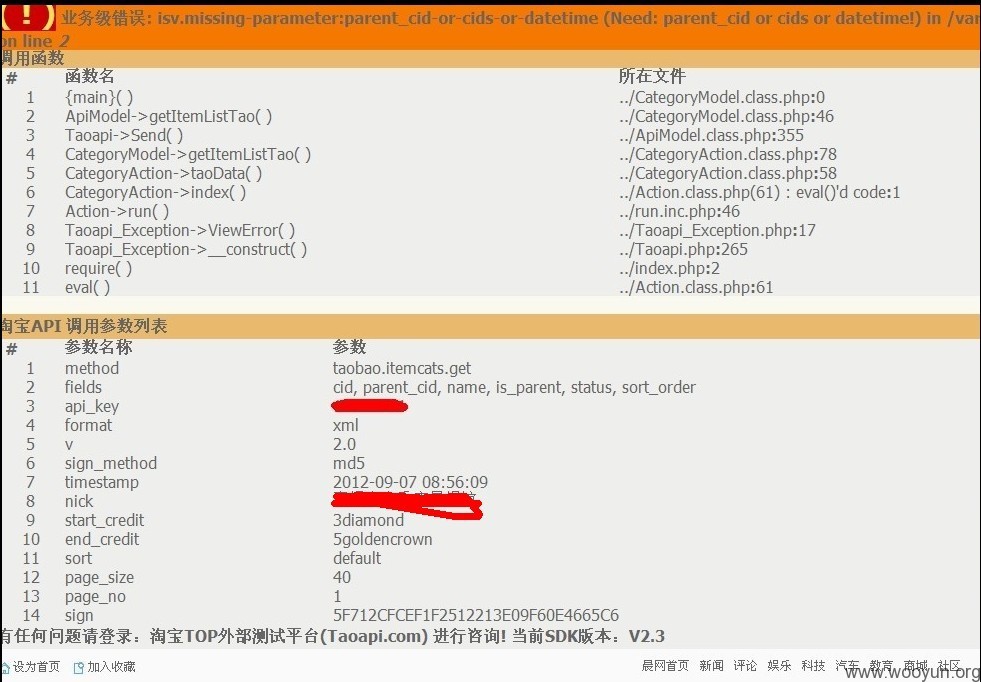 业务级错误: isv.missing-parameter:parent_cid-or-cids-or-datetime (Need: parent_cid or cids or datetime!) in /var
on line 2
调用函数
# 函数名 所在文件
1 {main}( ) ../CategoryModel.class.php:0
2 ApiModel->getItemListTao( ) ../CategoryModel.class.php:46
3 Taoapi->Send( ) ../ApiModel.class.php:355
4 CategoryModel->getItemListTao( ) ../CategoryAction.class.php:78
5 CategoryAction->taoData( ) ../CategoryAction.class.php:58
6 CategoryAction->index( ) ../Action.class.php(61) : eval()'d code:1
7 Action->run( ) ../run.inc.php:46
8 Taoapi_Exception->ViewError( ) ../Taoapi_Exception.php:17
9 Taoapi_Exception->__construct( ) ../Taoapi.php:265
10 require( ) ../index.php:2
11 eval( ) ../Action.class.php:61
淘宝API 调用参数列表
# 参数名称 参数
1 method taobao.itemcats.get
2 fields cid, parent_cid, name, is_parent, status, sort_order
3 api_key
4 format xml
5 v 2.0
6 sign_method md5
7 timestamp 2012-09-07 08:56:09
8 nick
9 start_credit 3diamond
10 end_credit 5goldencrown
11 sort default
12 page_size 40
13 page_no 1
14 sign 5F712CFCEF1F2512213E09F60E4665C6
有任何问题请登录：淘宝TOP外部测试平台(Taoapi.com) 进行咨询! 当前SDK版本：V2.3
设为首页 加入收藏 晨网首页 新闻 评论 娱乐 科技 汽车 教育 商城 社区
www.wooyun.org